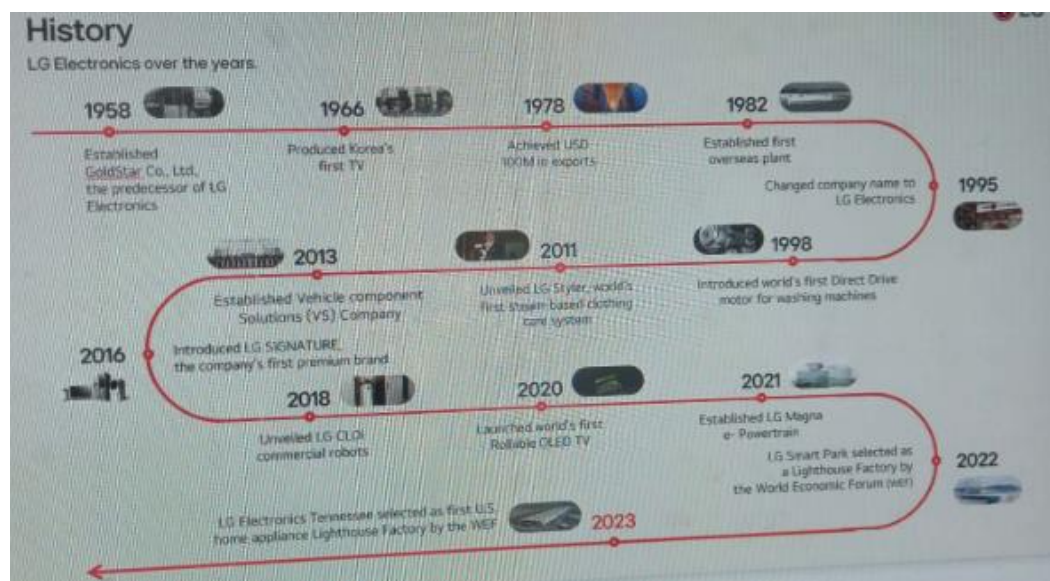 History
LG
LG Electronics over the years.
1958
Established
GoldStar Co., Ltd.,
the predecessor of LG
Electronics
1966
Produced Korea's
first TV
1978
Achieved USD
100M in exports
1982
Established first
overseas plant
1995
Changed company name to
LG Electronics
1998
Introduced world's first Direct Drive
motor for washing machines
2011
Unveiled LG Styler, world's
first steam based clothing
care system
2013
Established Vehicle component
Solutions (VS) Company
2016
Introduced LG SIGNATURE,
the company's first premium brand
2018
Unveiled LG CLOi
commercial robots
2020
Launched world's first
Rollable OLED TV
2021
Established LG Magna
e- Powertrain
2022
LG Smart Park selected as
a Lighthouse Factory by
the World Economic Forum (WEF)
2023
LG Electronics Tennessee selected as first U.S.
home appliance Lighthouse Factory by the WEF